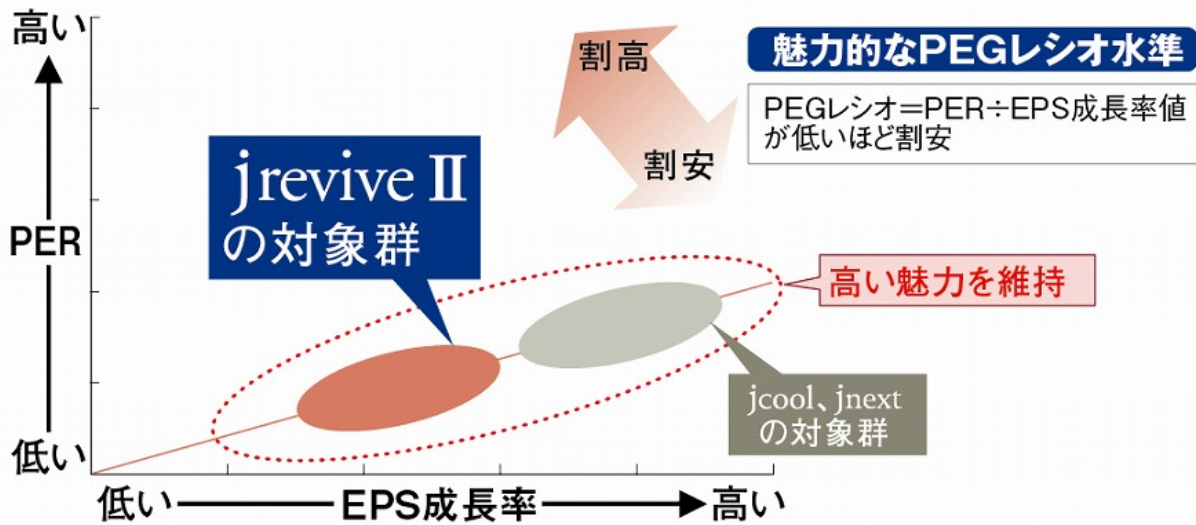 高い
割高
魅力的なPEGレシオ水準
PEGレシオ＝PER÷EPS成長率値
が低いほど割安
割安
jrevive Ⅱ
の対象群
PER
高い魅力を維持
jcool、jnext
の対象群
低い
低い
EPS成長率
高い